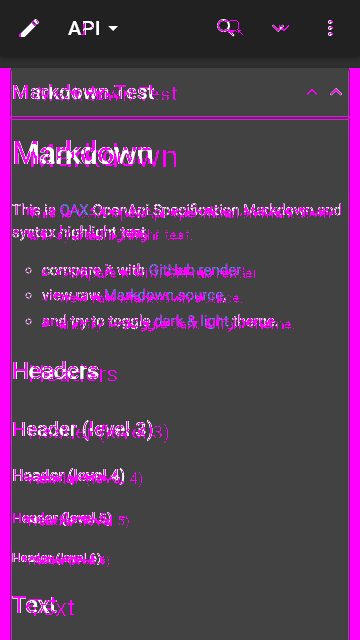 API
Markdown Test
Markdown
This is OAX OpenApi Specification Markdown and
syntax highlight test.
compare it with GitHub render
view raw Markdown source.
and try to toggle dark & light theme.
Headers
Header (level 3)
Header (level 4)
Header (level 5)
Header (level 6)
Text